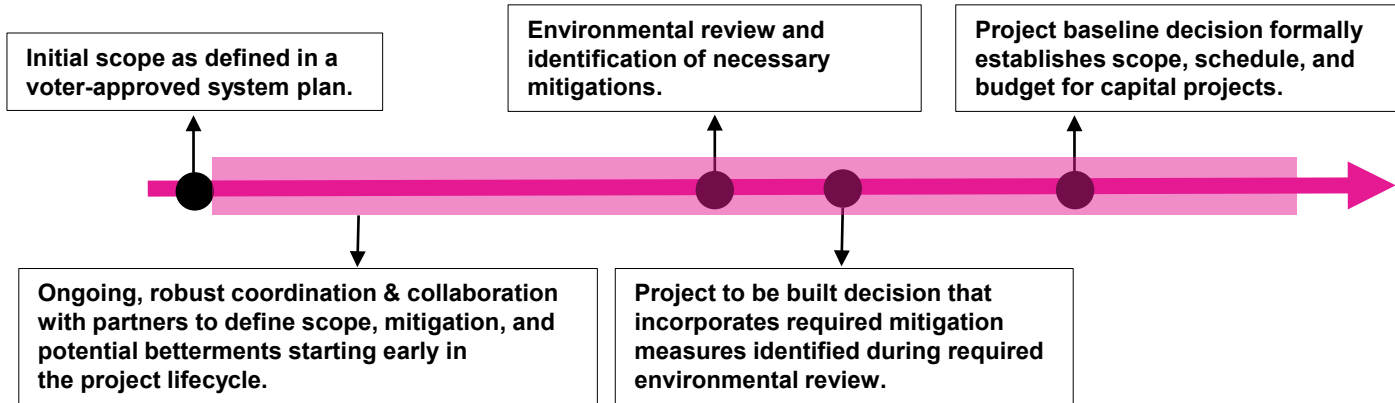 Initial scope as defined in a
voter-approved system plan.
Environmental review and
identification of necessary
mitigations.
Project baseline decision formally
establishes scope, schedule, and
budget for capital projects.
Ongoing, robust coordination & collaboration
with partners to define scope, mitigation, and
potential betterments starting early in
the project lifecycle.
Project to be built decision that
incorporates required mitigation
measures identified during required
environmental review.